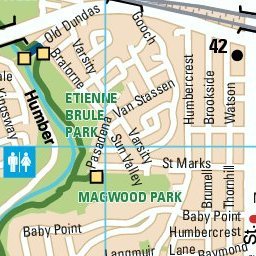 Old Dundas
Bralorne
Varsity
Gooch
42
Humbercrest
Brookside
Watson
Humber
Kingsway
ETIENNE
BRULE
PARK
Van Stassen
Pasadena
Sun Valley
Varsity
St Marks
MAGWOOD PARK
Brumell
Thornhill
Baby Point
Humbercrest
Baby Point
Langmuir
Lane
Raymond
St.